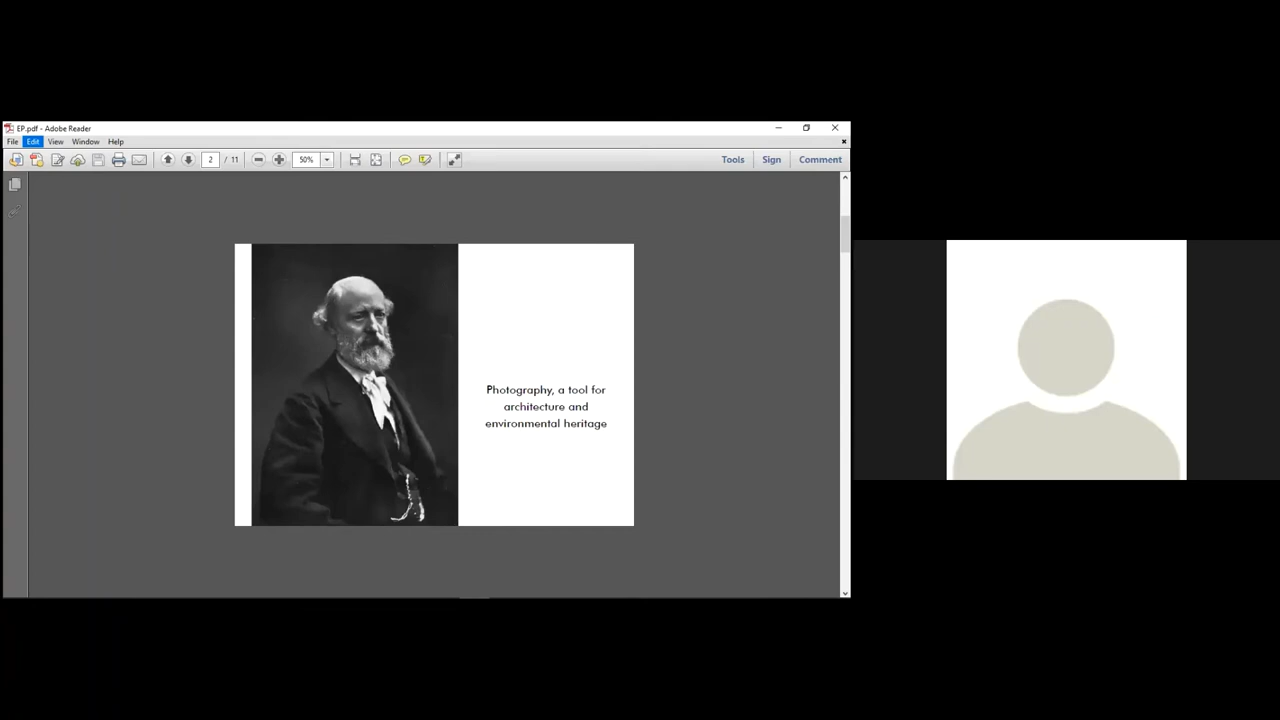 EP.pdf - Adobe Reader
File Edit View Window Help
2 / 11 50% Tools Sign Comment
Photography, a tool for
architecture and
environmental heritage